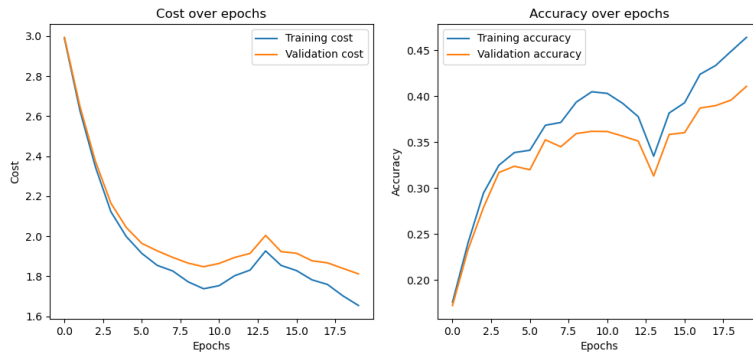 Cost over epochs
3.0
2.8
2.6
2.4
2.2
2.0
1.8
1.6
Cost
Training cost
Validation cost
0.0 2.5 5.0 7.5 10.0 12.5 15.0 17.5
Epochs
Accuracy over epochs
0.45
0.40
0.35
0.30
0.25
0.20
Accuracy
Training accuracy
Validation accuracy
0.0 2.5 5.0 7.5 10.0 12.5 15.0 17.5
Epochs